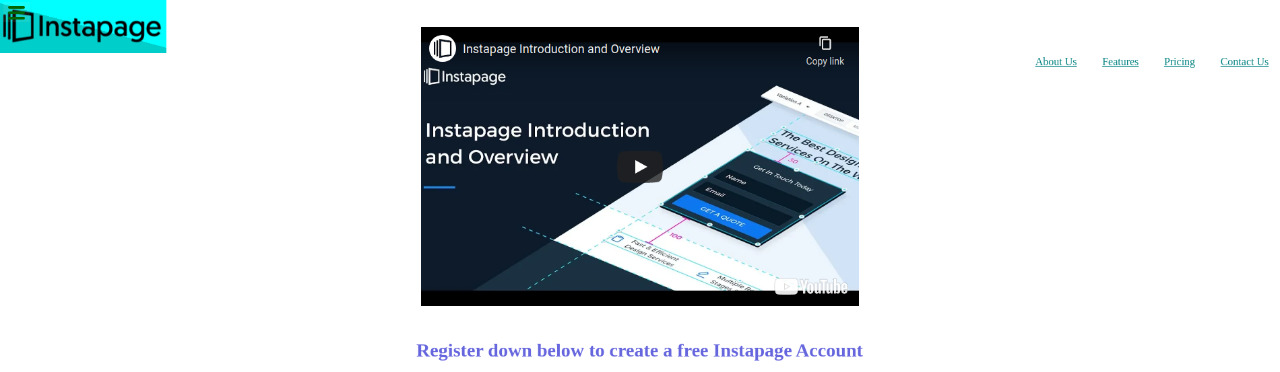 Instapage
About Us Features Pricing Contact Us
Instapage Introduction and Overview
Copy link
Instapage
Instapage Introduction
and Overview
Variation A
DESKTOP
The Best Design
Services On The
Get In Touch Today
Name
Email
GET A QUOTE
30
100
Fast & Efficient
Design Services
Multiple
YouTube
Register down below to create a free Instapage Account